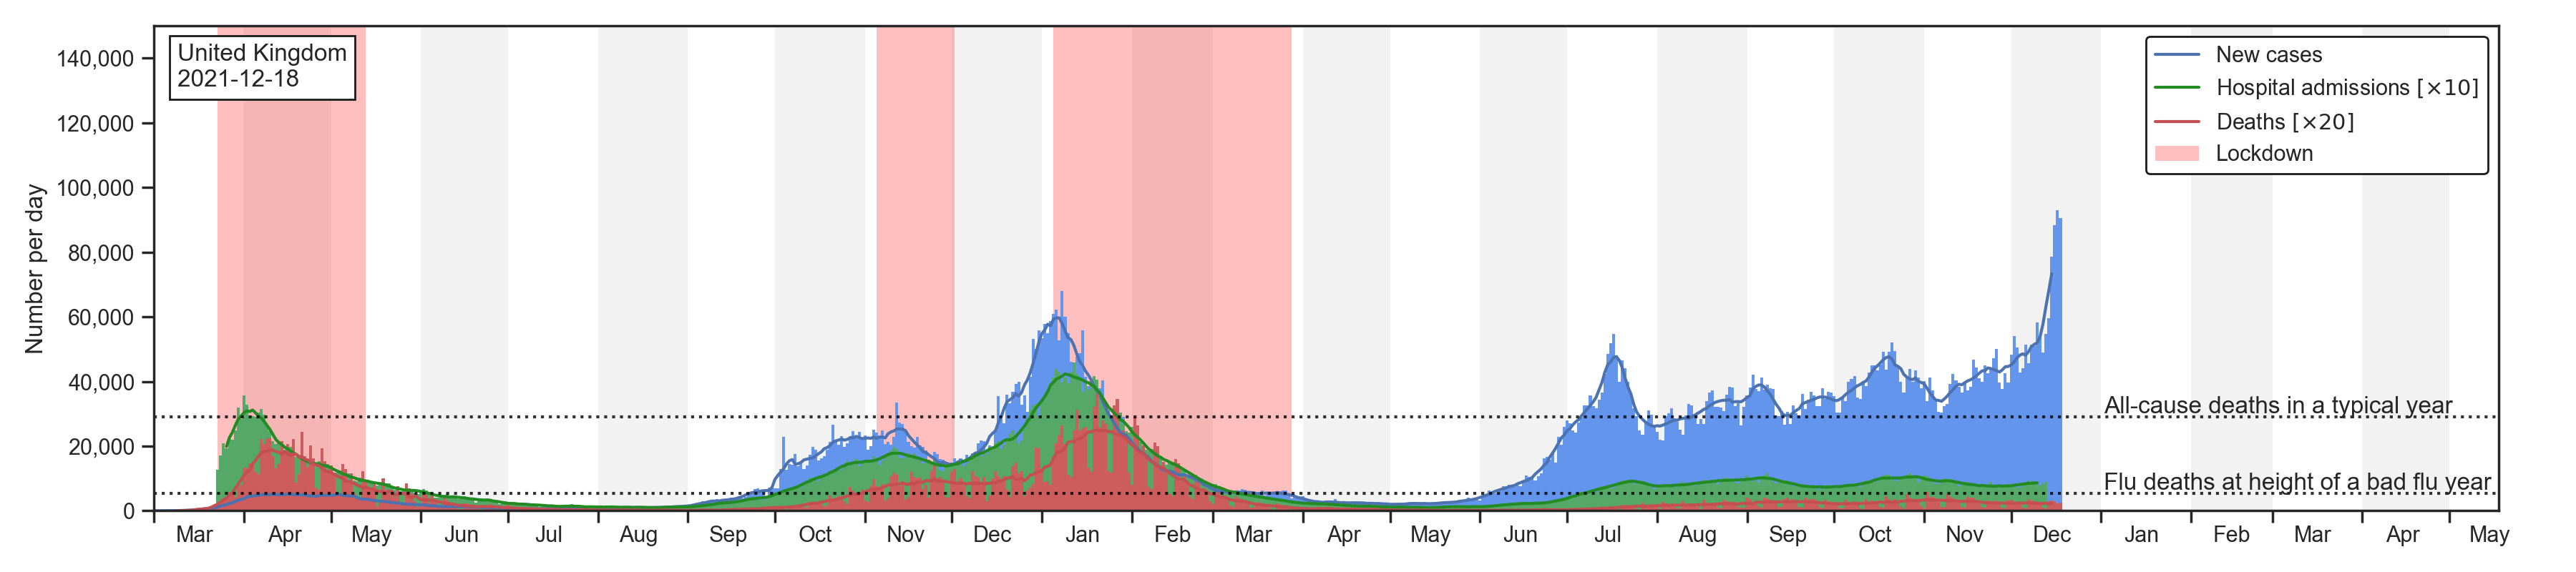 United Kingdom
2021-12-18
New cases
Hospital admissions [×10]
Deaths [×20]
Lockdown
Number per day
140,000
120,000
100,000
80,000
60,000
40,000
20,000
0
All-cause deaths in a typical year
Flu deaths at height of a bad flu year
Mar Apr May Jun Jul Aug Sep Oct Nov Dec Jan Feb Mar Apr May Jun Jul Aug Sep Oct Nov Dec Jan Feb Mar Apr May